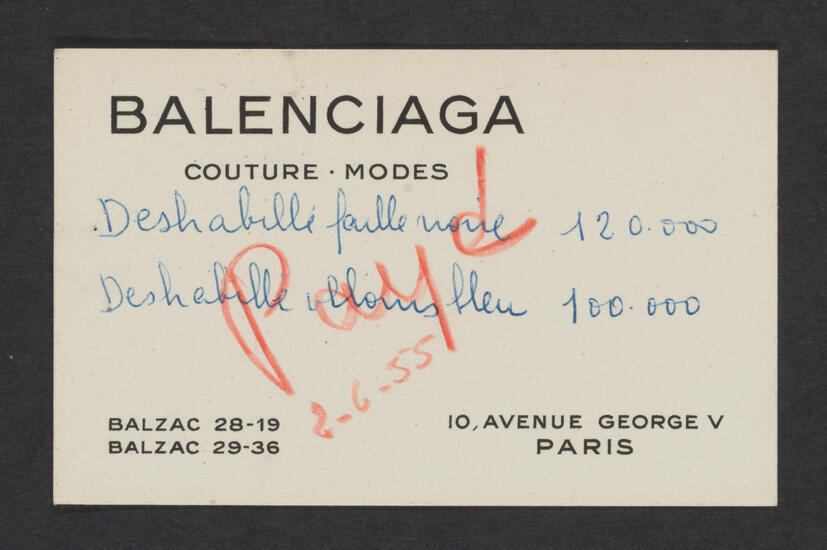 BALENCIAGA
COUTURE · MODES
Deshabillé faille noire 120.000
Deshabillé velours bleu 100.000
Payd
2-6-55
BALZAC 28-19
BALZAC 29-36
10, AVENUE GEORGE V
PARIS